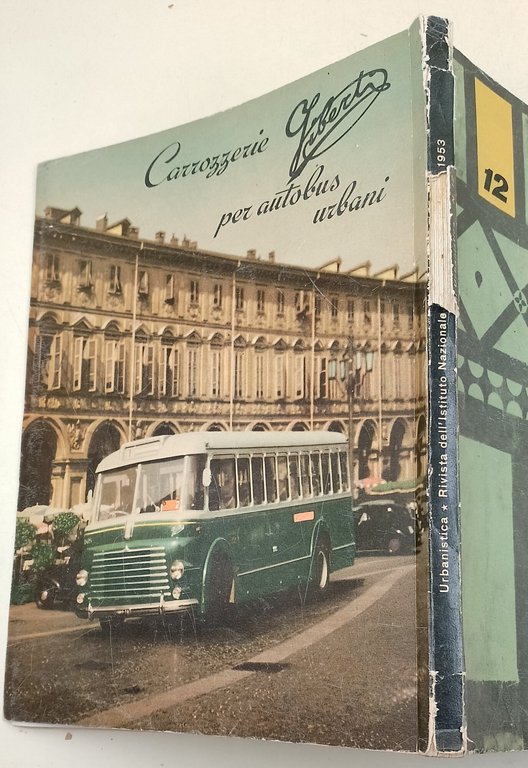 Carrozzerie Viberti
per autobus
urbani
1953
Urbanistica ★ Rivista dell'Istituto Nazionale
12